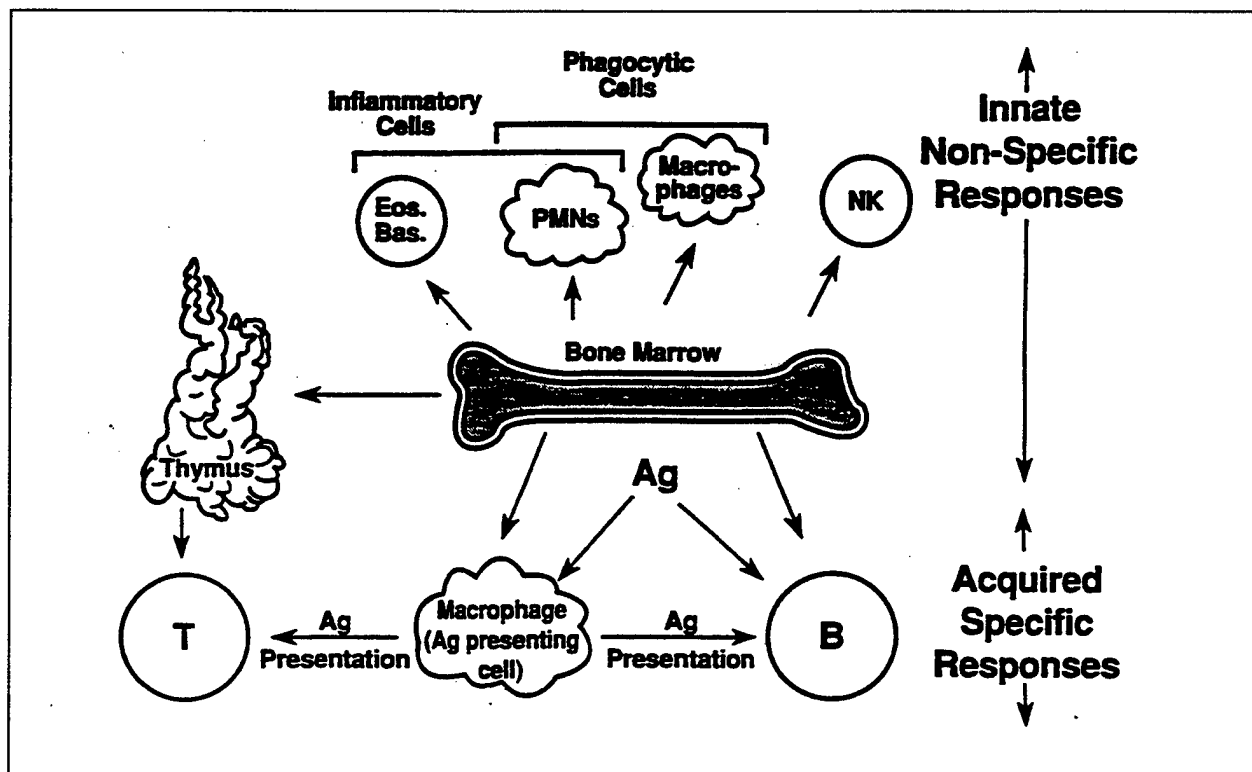 Phagocytic
Cells
Inflammatory
Cells
Innate
Non-Specific
Responses
Eos.
Bas.
PMNs
Macro-
phages
NK
Bone Marrow
Thymus
Ag
T
Ag
Presentation
Macrophage
(Ag presenting
cell)
Ag
Presentation
B
Acquired
Specific
Responses